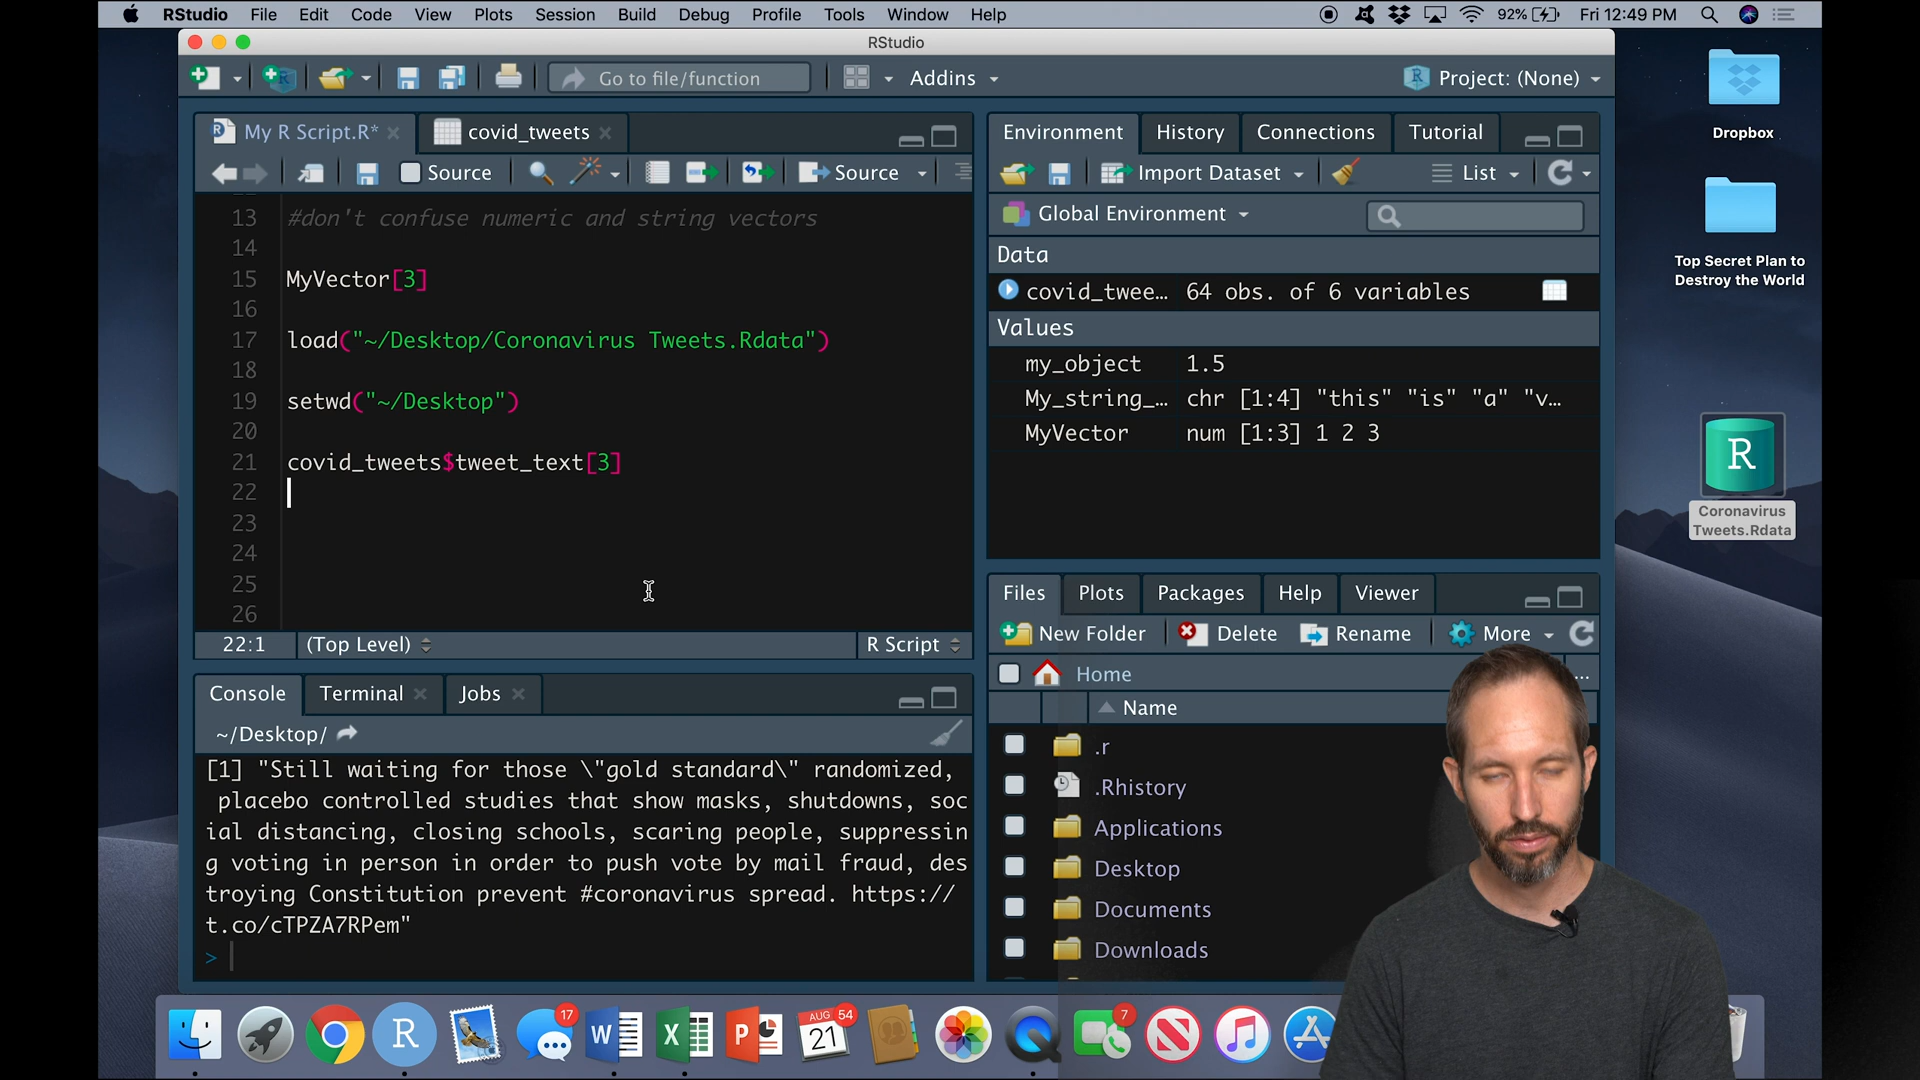 RStudio File Edit Code View Plots Session Build Debug Profile Tools Window Help 92% Fri 12:49 PM
RStudio
Go to file/function Addins Project: (None)
My R Script.R* covid_tweets
Source Source
13 #don't confuse numeric and string vectors
14
15 MyVector[3]
16
17 load("~/Desktop/Coronavirus Tweets.Rdata")
18
19 setwd("~/Desktop")
20
21 covid_tweets$tweet_text[3]
22
23
24
25
26
22:1 (Top Level) R Script
Console Terminal Jobs
~/Desktop/
[1] "Still waiting for those \"gold standard\" randomized,
placebo controlled studies that show masks, shutdowns, soc
ial distancing, closing schools, scaring people, suppressin
g voting in person in order to push vote by mail fraud, des
troying Constitution prevent #coronavirus spread. https://
t.co/cTPZA7RPem"
>
Environment History Connections Tutorial
Import Dataset List
Global Environment
Data
covid_twee… 64 obs. of 6 variables
Values
my_object 1.5
My_string_… chr [1:4] "this" "is" "a" "v…
MyVector num [1:3] 1 2 3
Files Plots Packages Help Viewer
New Folder Delete Rename More
Home ...
Name
.r
.Rhistory
Applications
Desktop
Documents
Downloads
Dropbox
Top Secret Plan to
Destroy the World
R
Coronavirus
Tweets.Rdata
R 17 W X P AUG 21 54 7